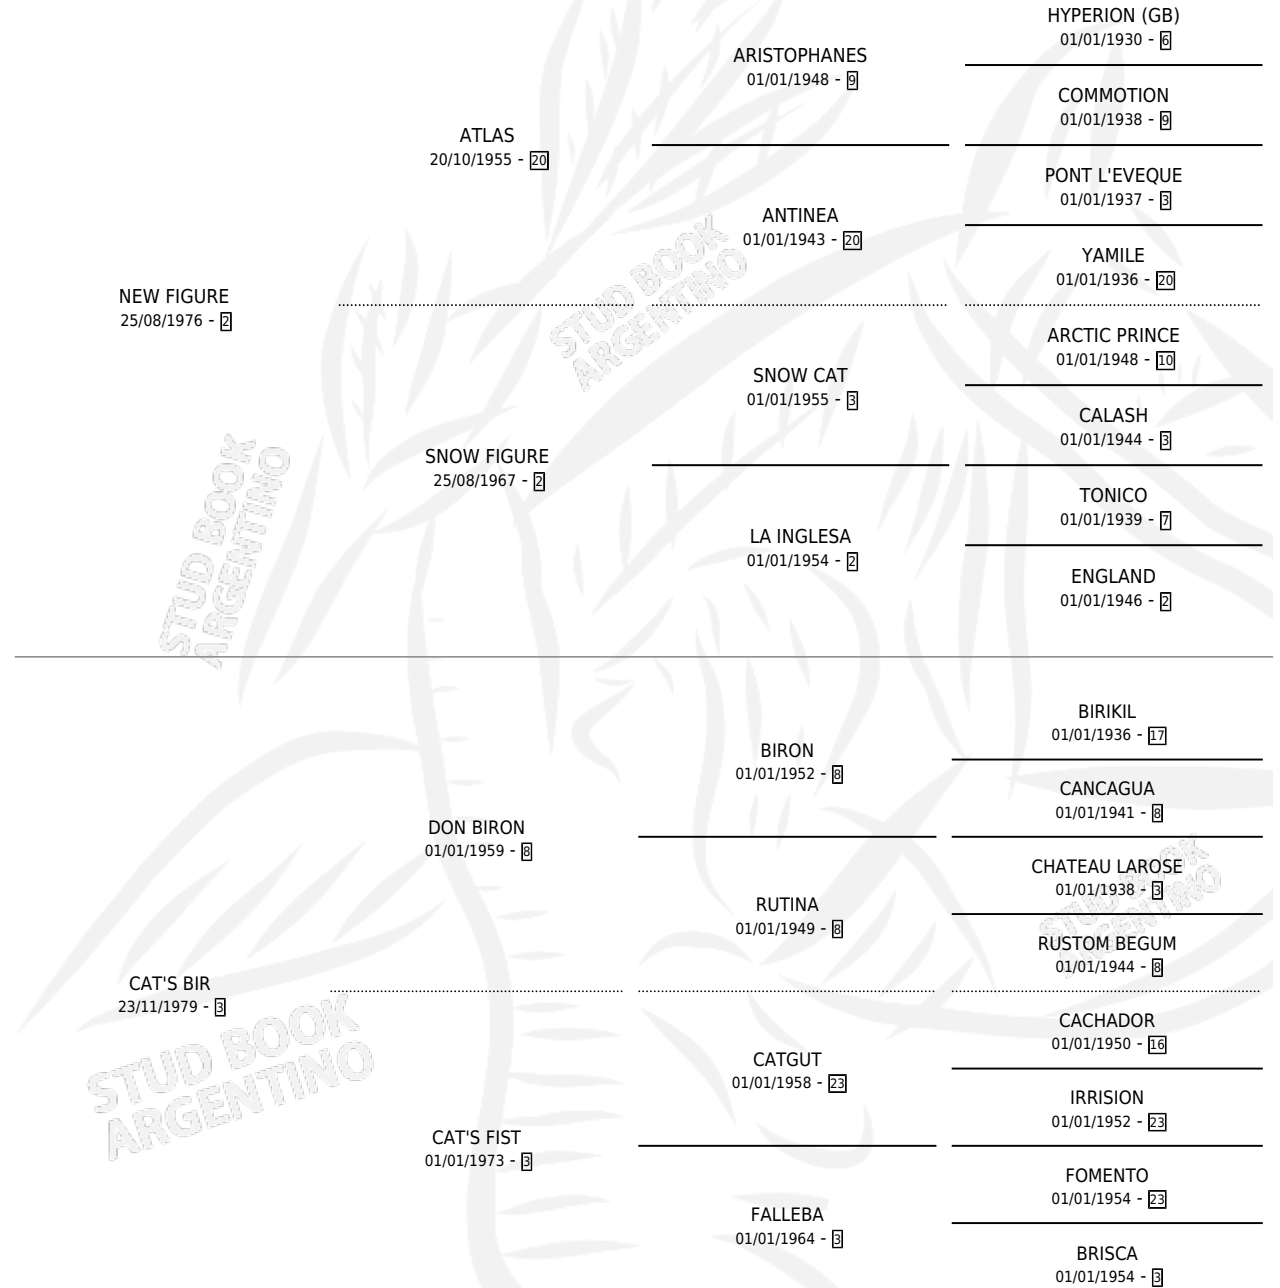 HYPERION (GB)
01/01/1930 - 6
ARISTOPHANES
01/01/1948 - 9
COMMOTION
01/01/1938 - 9
ATLAS
20/10/1955 - 20
PONT L'EVEQUE
01/01/1937 - 3
ANTINEA
01/01/1943 - 20
YAMILE
01/01/1936 - 20
NEW FIGURE
25/08/1976 - 2
ARCTIC PRINCE
01/01/1948 - 10
SNOW CAT
01/01/1955 - 3
CALASH
01/01/1944 - 3
SNOW FIGURE
25/08/1967 - 2
TONICO
01/01/1939 - 7
LA INGLESA
01/01/1954 - 2
ENGLAND
01/01/1946 - 2
STUD BOOK
ARGENTINO
STUD BOOK
ARGENTINO
BIRIKIL
01/01/1936 - 17
BIRON
01/01/1952 - 8
CANCAGUA
01/01/1941 - 8
DON BIRON
01/01/1959 - 8
CHATEAU LAROSE
01/01/1938 - 3
RUTINA
01/01/1949 - 8
RUSTOM BEGUM
01/01/1944 - 8
CAT'S BIR
23/11/1979 - 3
CACHADOR
01/01/1950 - 16
CATGUT
01/01/1958 - 23
IRRISION
01/01/1952 - 23
CAT'S FIST
01/01/1973 - 3
FOMENTO
01/01/1954 - 23
FALLEBA
01/01/1964 - 3
BRISCA
01/01/1954 - 3
STUD BOOK
ARGENTINO
STUD BOOK
ARGENTINO